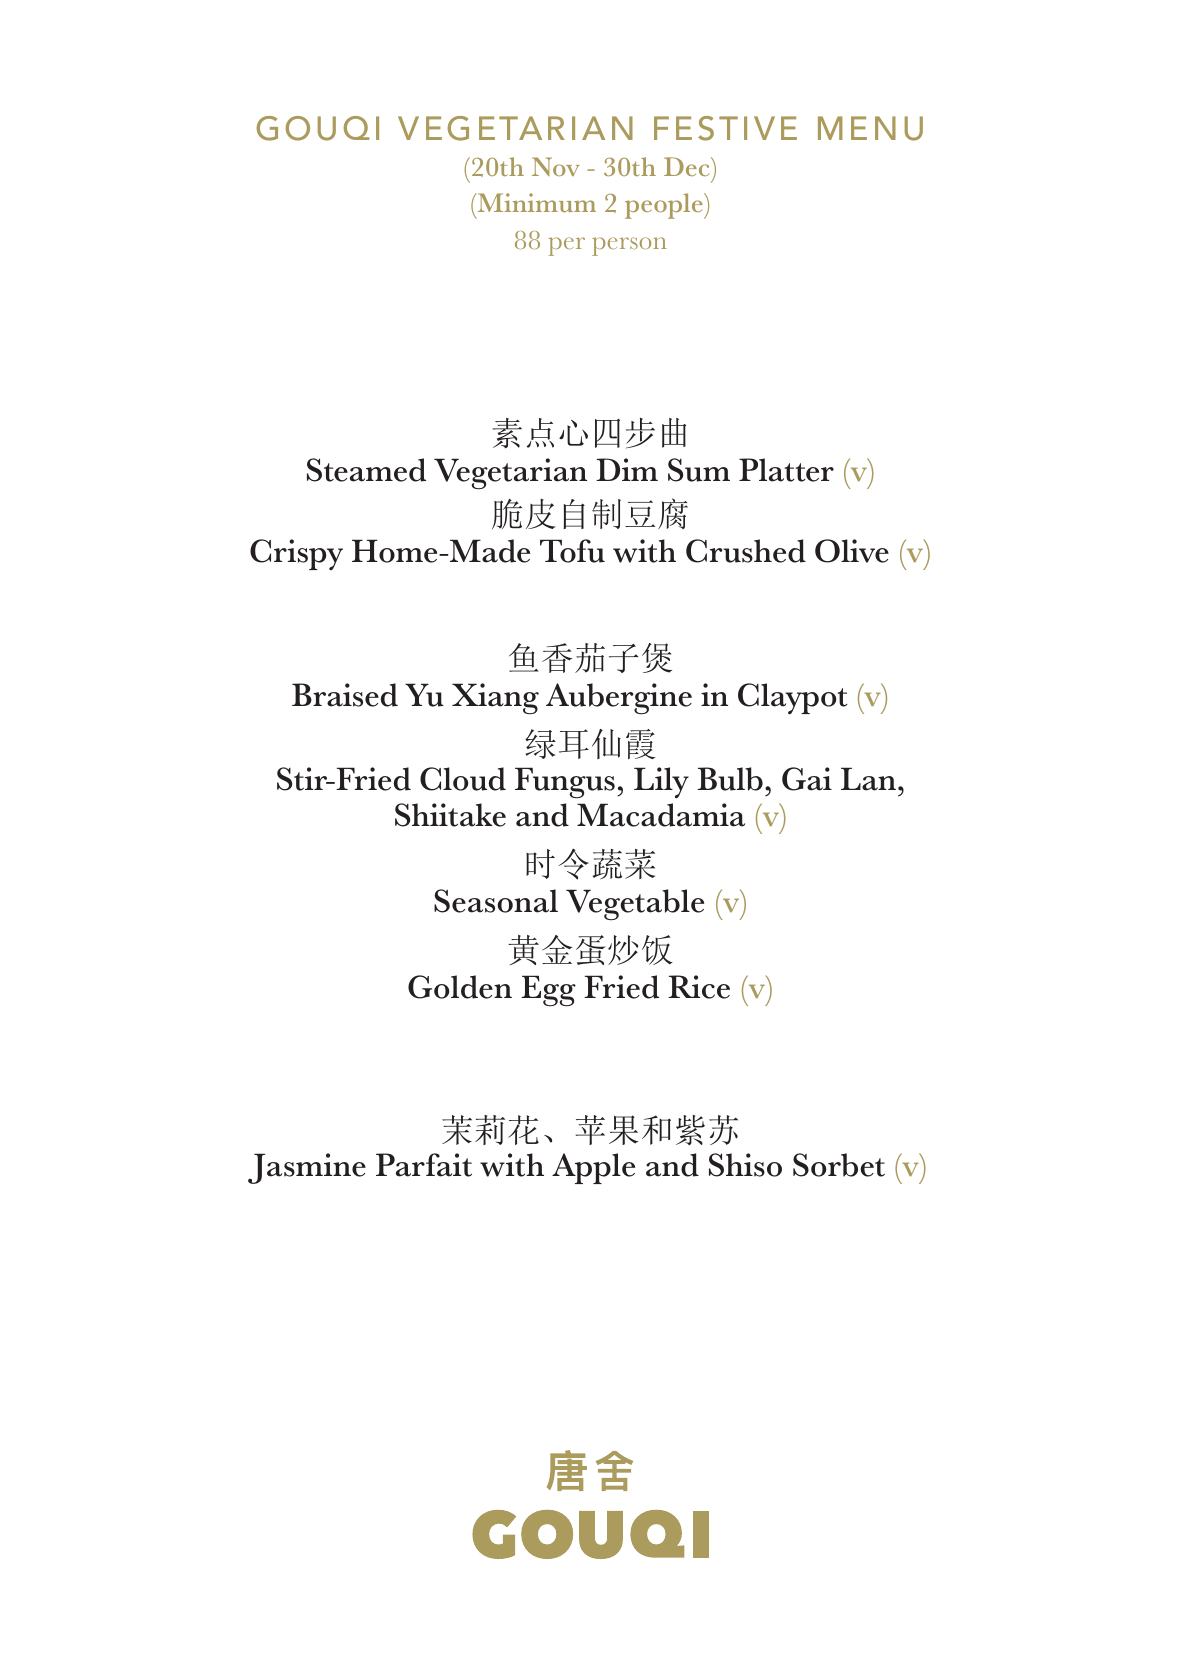 GOUQI VEGETARIAN FESTIVE MENU
(20th Nov - 30th Dec)
(Minimum 2 people)
88 per person
素点心四步曲
Steamed Vegetarian Dim Sum Platter (v)
脆皮自制豆腐
Crispy Home-Made Tofu with Crushed Olive (v)
鱼香茄子煲
Braised Yu Xiang Aubergine in Claypot (v)
绿耳仙霞
Stir-Fried Cloud Fungus, Lily Bulb, Gai Lan,
Shiitake and Macadamia (v)
时令蔬菜
Seasonal Vegetable (v)
黄金蛋炒饭
Golden Egg Fried Rice (v)
茉莉花、苹果和紫苏
Jasmine Parfait with Apple and Shiso Sorbet (v)
唐舍
GOUQI